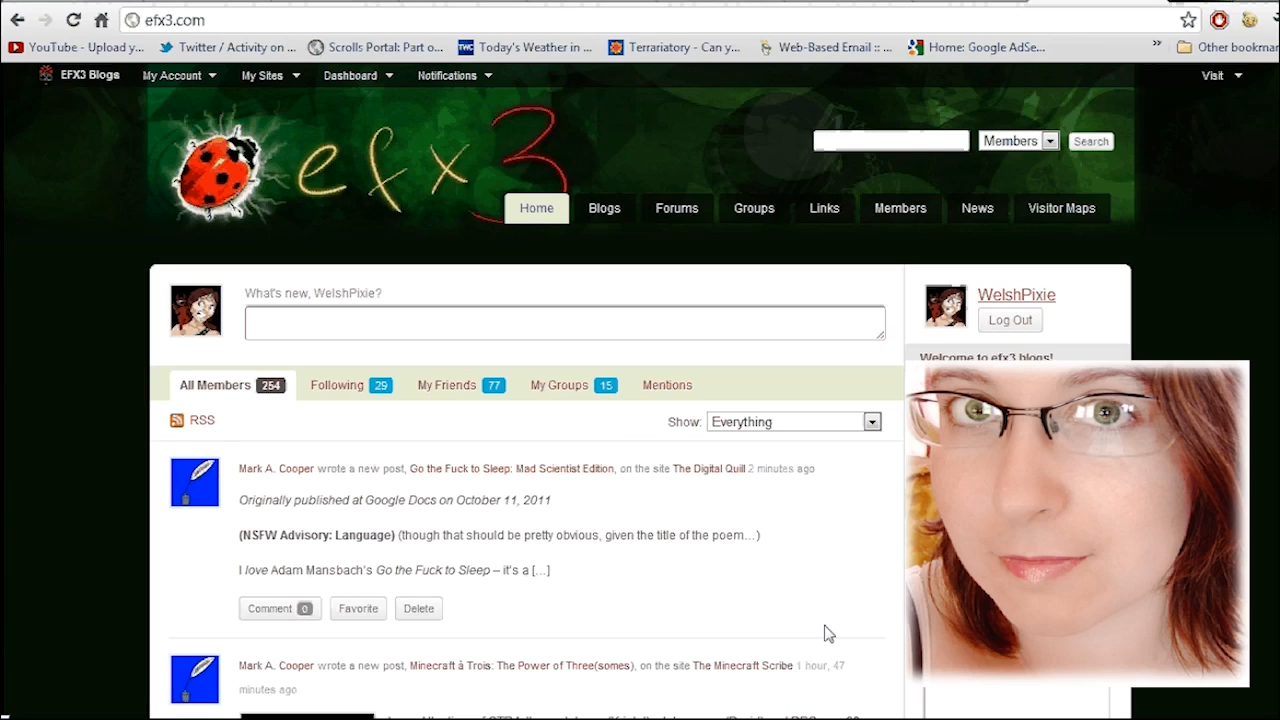 efx3.com
YouTube - Upload y... Twitter / Activity on ... Scrolls Portal: Part o... TWC Today's Weather in ... Terrariatory - Can y... Web-Based Email :: ... Home: Google AdSe... » Other bookmar
EFX3 Blogs My Account My Sites Dashboard Notifications Visit
efx3
Members Search
Home Blogs Forums Groups Links Members News Visitor Maps
What's new, WelshPixie?
WelshPixie
Log Out
Welcome to efx3 blogs!
All Members 254 Following 29 My Friends 77 My Groups 15 Mentions
RSS Show: Everything
Mark A. Cooper wrote a new post, Go the Fuck to Sleep: Mad Scientist Edition, on the site The Digital Quill 2 minutes ago
Originally published at Google Docs on October 11, 2011
(NSFW Advisory: Language) (though that should be pretty obvious, given the title of the poem…)
I love Adam Mansbach's Go the Fuck to Sleep – it's a [...]
Comment 0 Favorite Delete
Mark A. Cooper wrote a new post, Minecraft à Trois: The Power of Three(somes), on the site The Minecraft Scribe 1 hour, 47
minutes ago